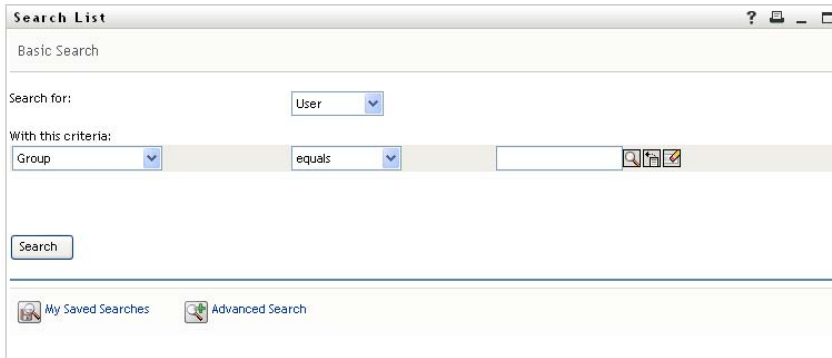 Search List
?
Basic Search
Search for:
User
With this criteria:
Group equals
Search
My Saved Searches Advanced Search